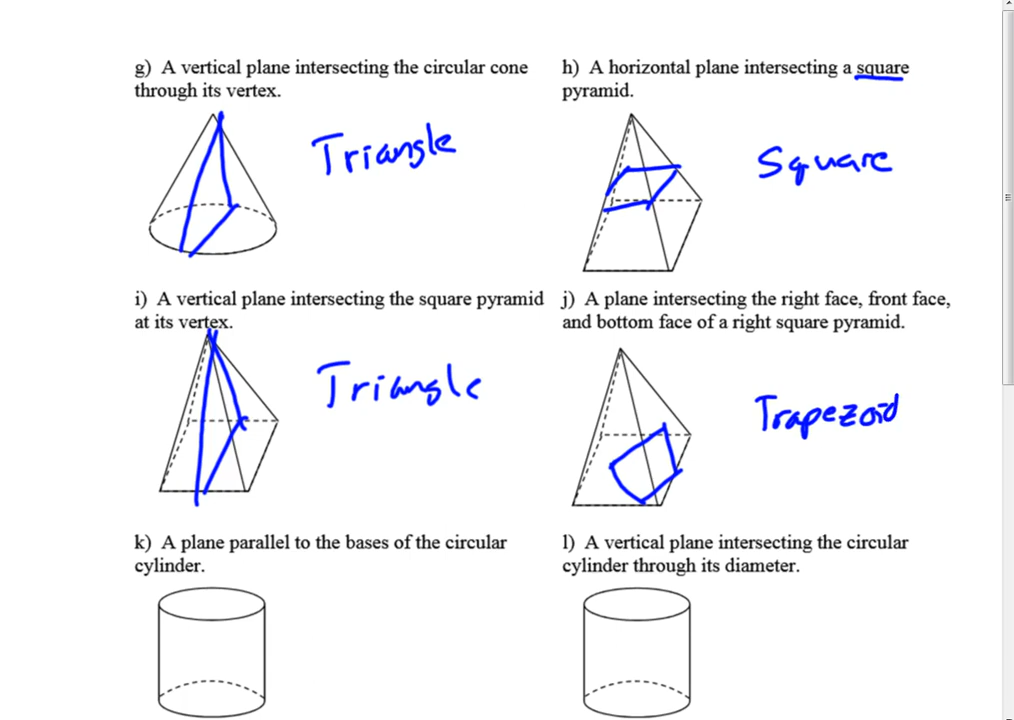 g) A vertical plane intersecting the circular cone
through its vertex.
Triangle
h) A horizontal plane intersecting a square
pyramid.
Square
i) A vertical plane intersecting the square pyramid
at its vertex.
Triangle
j) A plane intersecting the right face, front face,
and bottom face of a right square pyramid.
Trapezoid
k) A plane parallel to the bases of the circular
cylinder.
l) A vertical plane intersecting the circular
cylinder through its diameter.